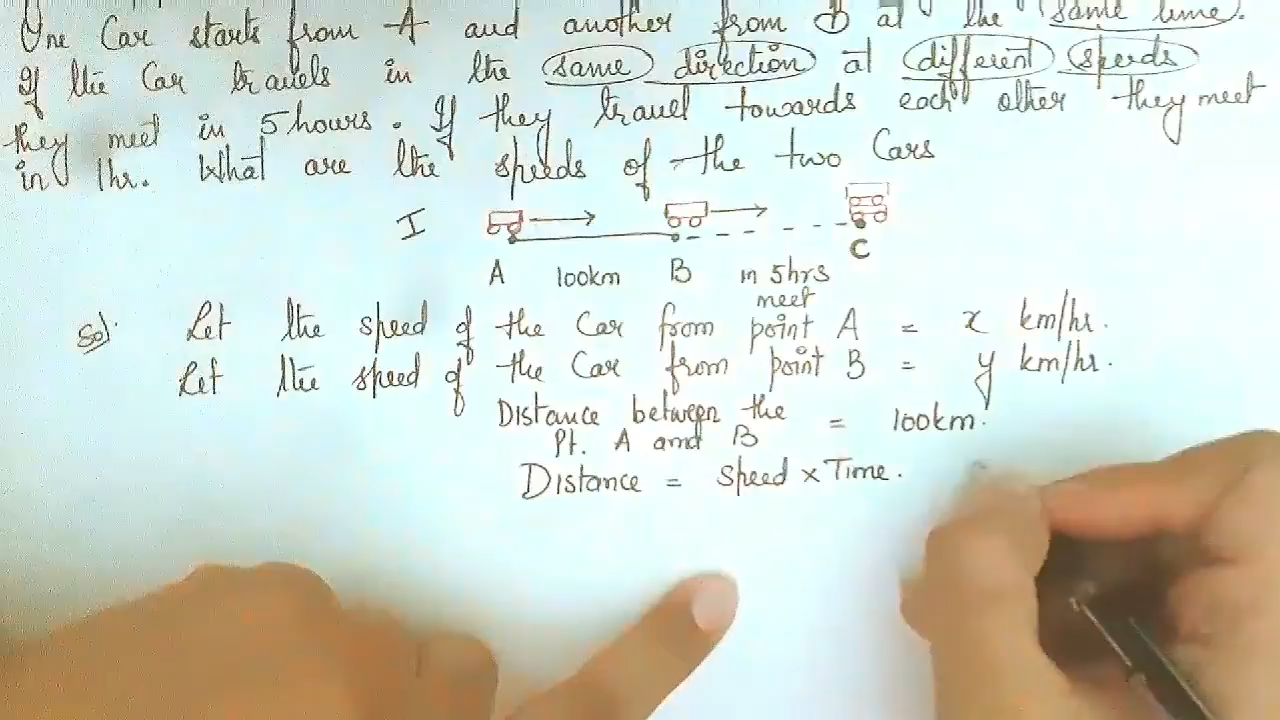 One Car starts from A and another from B at the same time.
If the Car travels in the same direction at different speeds
they meet in 5 hours. If they travel towards each other they meet
in 1hr. What are the speeds of the two Cars
I
C
A 100km B in 5hrs
meet
Sol. Let the speed of the Car from point A = x km/hr.
Let the speed of the Car from point B = y km/hr.
Distance between the = 100km.
Pt. A and B
Distance = Speed × Time.